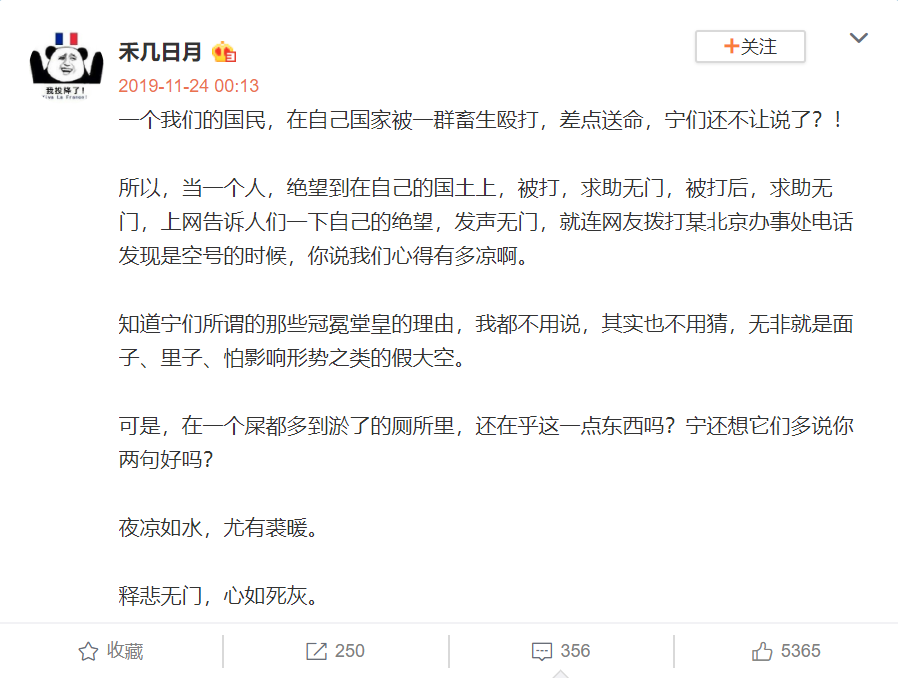 禾几日月
我投降了!
Viva La France!
+关注
2019-11-24 00:13
一个我们的国民，在自己国家被一群畜生殴打，差点送命，宁们还不让说了？！
所以，当一个人，绝望到在自己的国土上，被打，求助无门，被打后，求助无
门，上网告诉人们一下自己的绝望，发声无门，就连网友拨打某北京办事处电话
发现是空号的时候，你说我们心得有多凉啊。
知道宁们所谓的那些冠冕堂皇的理由，我都不用说，其实也不用猜，无非就是面
子、里子、怕影响形势之类的假大空。
可是，在一个屎都多到淤了的厕所里，还在乎这一点东西吗？宁还想它们多说你
两句好吗？
夜凉如水，尤有裘暖。
释悲无门，心如死灰。
收藏
250
356
5365